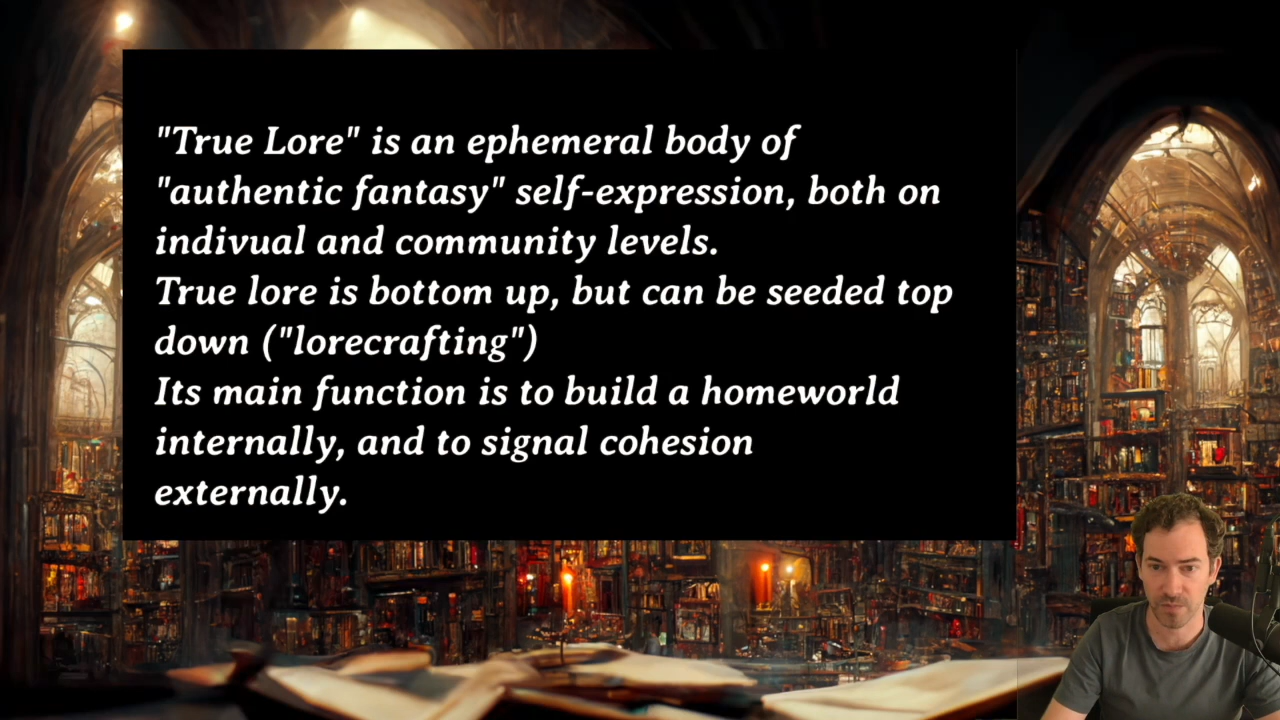 "True Lore" is an ephemeral body of
"authentic fantasy" self-expression, both on
indivual and community levels.
True lore is bottom up, but can be seeded top
down ("lorecrafting")
Its main function is to build a homeworld
internally, and to signal cohesion
externally.